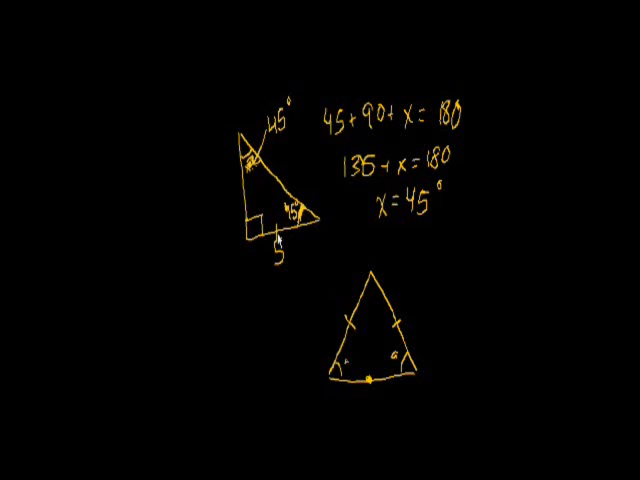 45°
45 + 90 + x = 180
135 + x = 180
x = 45°
45°
5
a